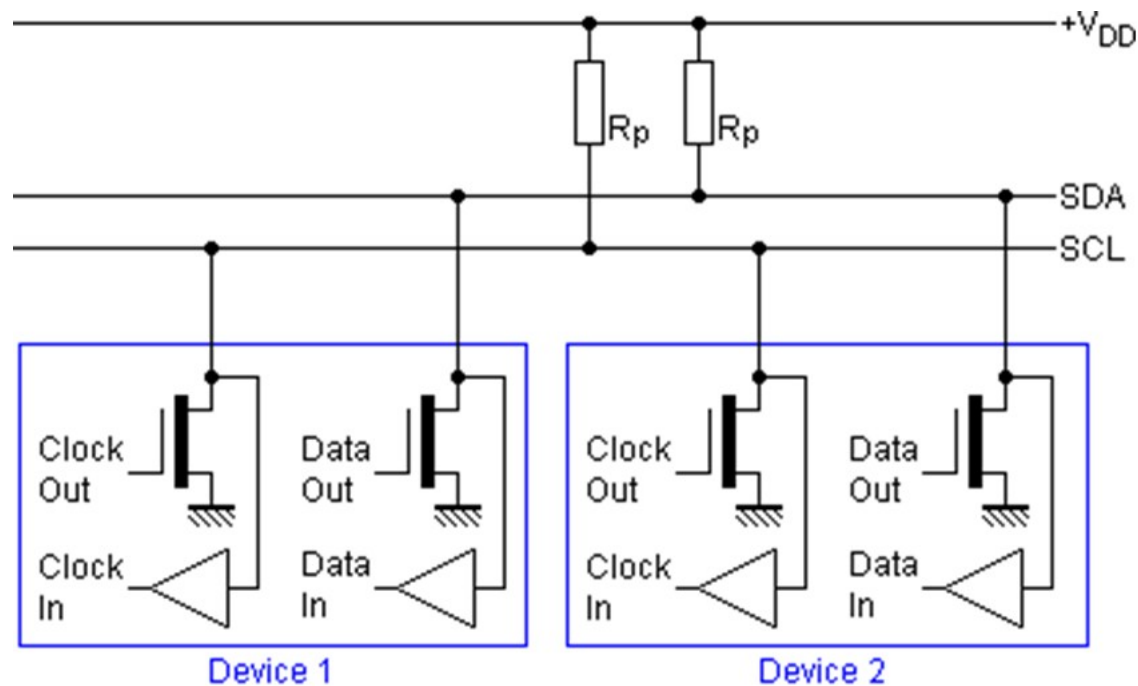 +VDD
Rp
Rp
SDA
SCL
Clock
Out
Data
Out
Clock
In
Data
In
Clock
Out
Data
Out
Clock
In
Data
In
Device 1
Device 2